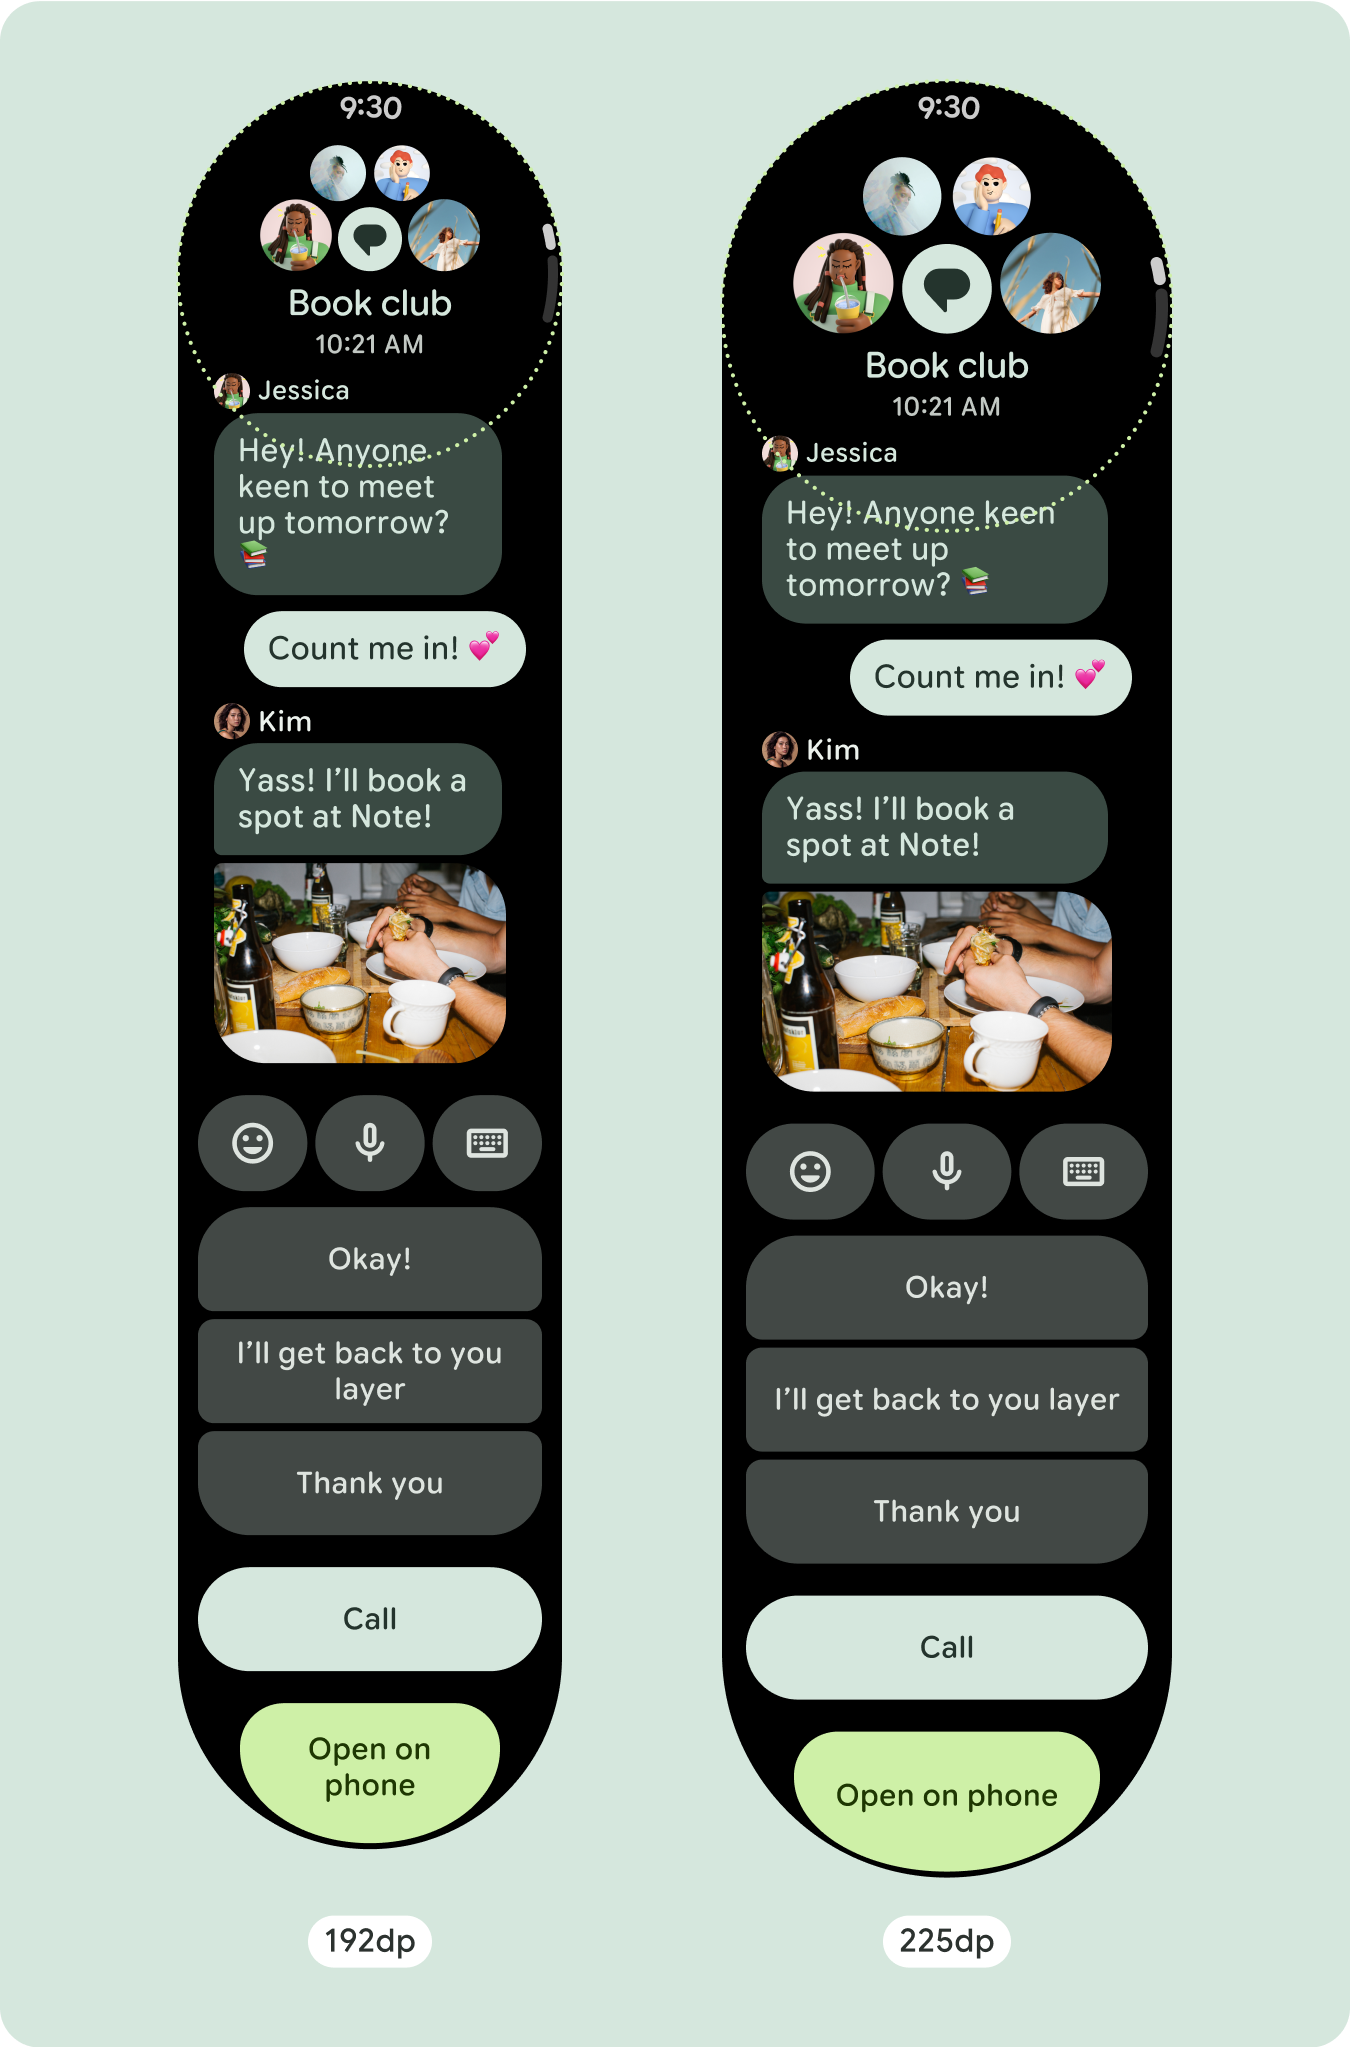 9:30
Book club
10:21 AM
Jessica
Hey! Anyone
keen to meet
up tomorrow?
📚
Count me in! 💕
Kim
Yass! I’ll book a
spot at Note!
Okay!
I’ll get back to you
layer
Thank you
Call
Open on
phone
192dp
9:30
Book club
10:21 AM
Jessica
Hey! Anyone keen
to meet up
tomorrow? 📚
Count me in! 💕
Kim
Yass! I’ll book a
spot at Note!
Okay!
I’ll get back to you layer
Thank you
Call
Open on phone
225dp